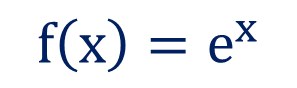 f(x) = eˣ